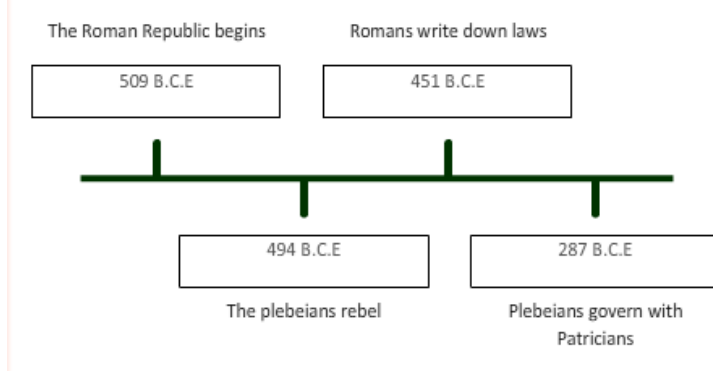 The Roman Republic begins
Romans write down laws
509 B.C.E
451 B.C.E
494 B.C.E
287 B.C.E
The plebeians rebel
Plebeians govern with
Patricians